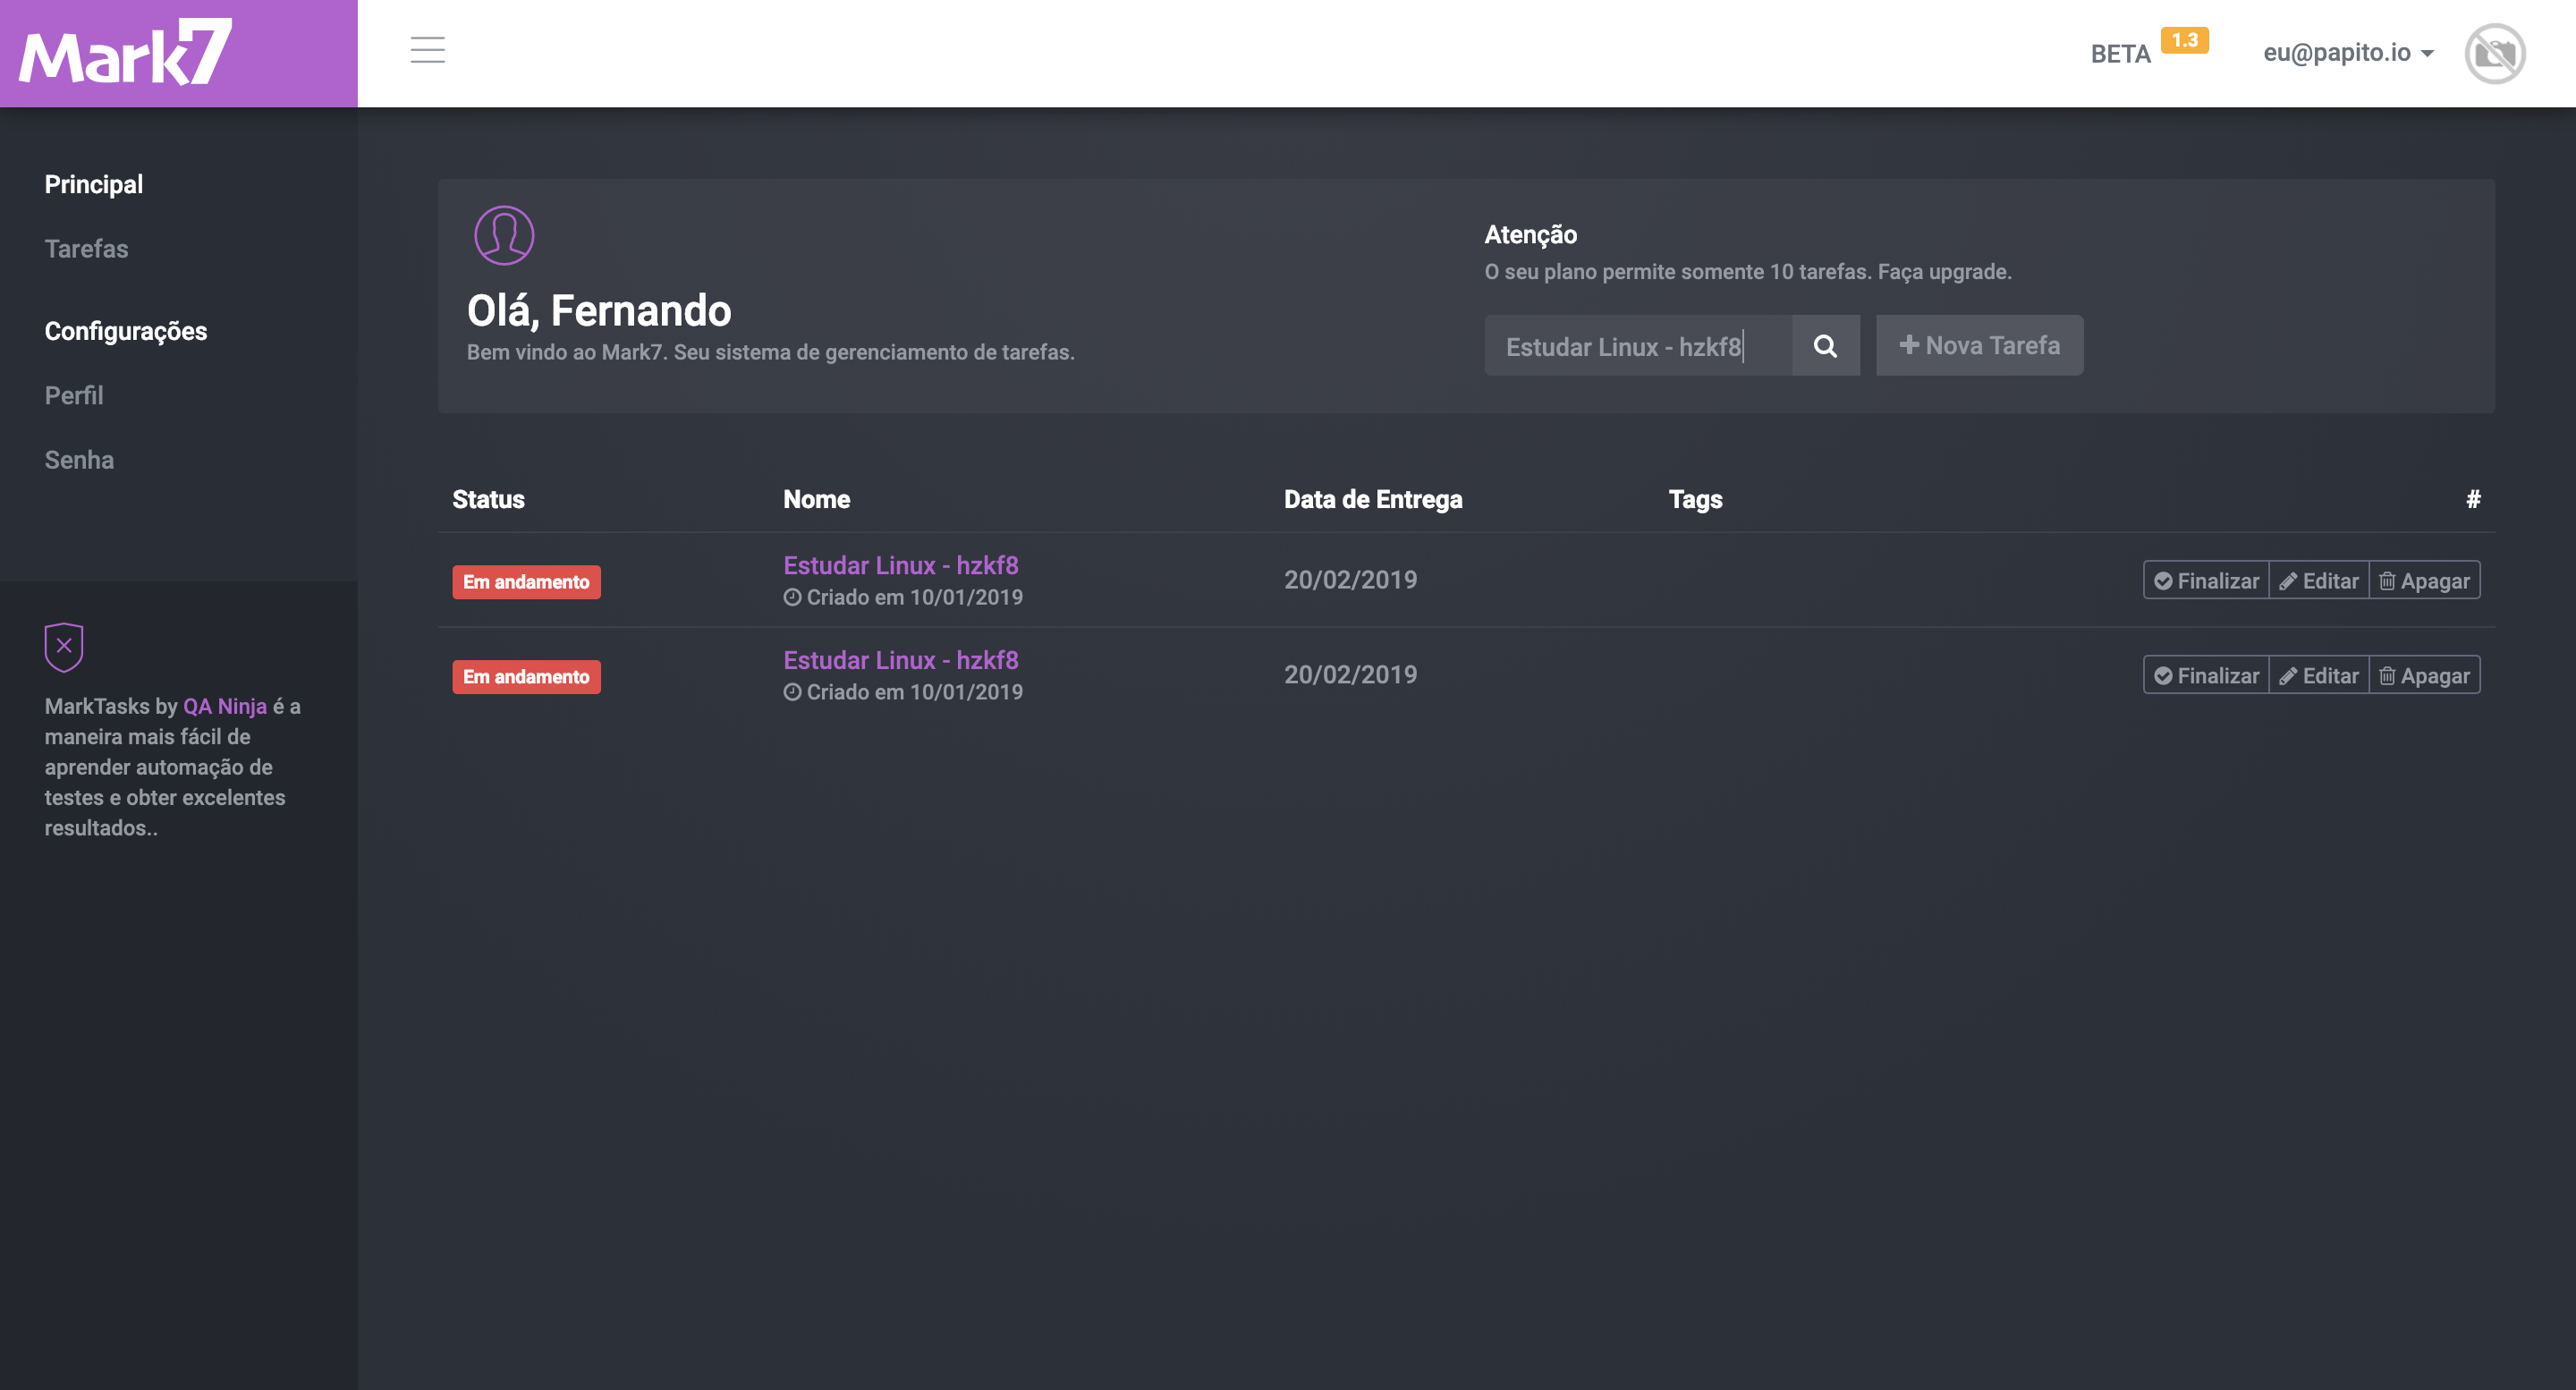 Mark7
BETA 1.3
eu@papito.io
Principal
Tarefas
Configurações
Perfil
Senha
MarkTasks by QA Ninja é a
maneira mais fácil de
aprender automação de
testes e obter excelentes
resultados..
Olá, Fernando
Bem vindo ao Mark7. Seu sistema de gerenciamento de tarefas.
Atenção
O seu plano permite somente 10 tarefas. Faça upgrade.
Estudar Linux - hzkf8
Nova Tarefa
Status Nome Data de Entrega Tags #
Em andamento Estudar Linux - hzkf8 20/02/2019 Finalizar Editar Apagar
Criado em 10/01/2019
Em andamento Estudar Linux - hzkf8 20/02/2019 Finalizar Editar Apagar
Criado em 10/01/2019